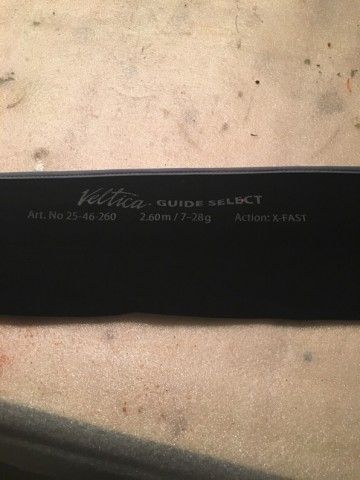 Veltica GUIDE SELECT
Art. No 25-46-260 2.60m / 7-28g Action: X-FAST